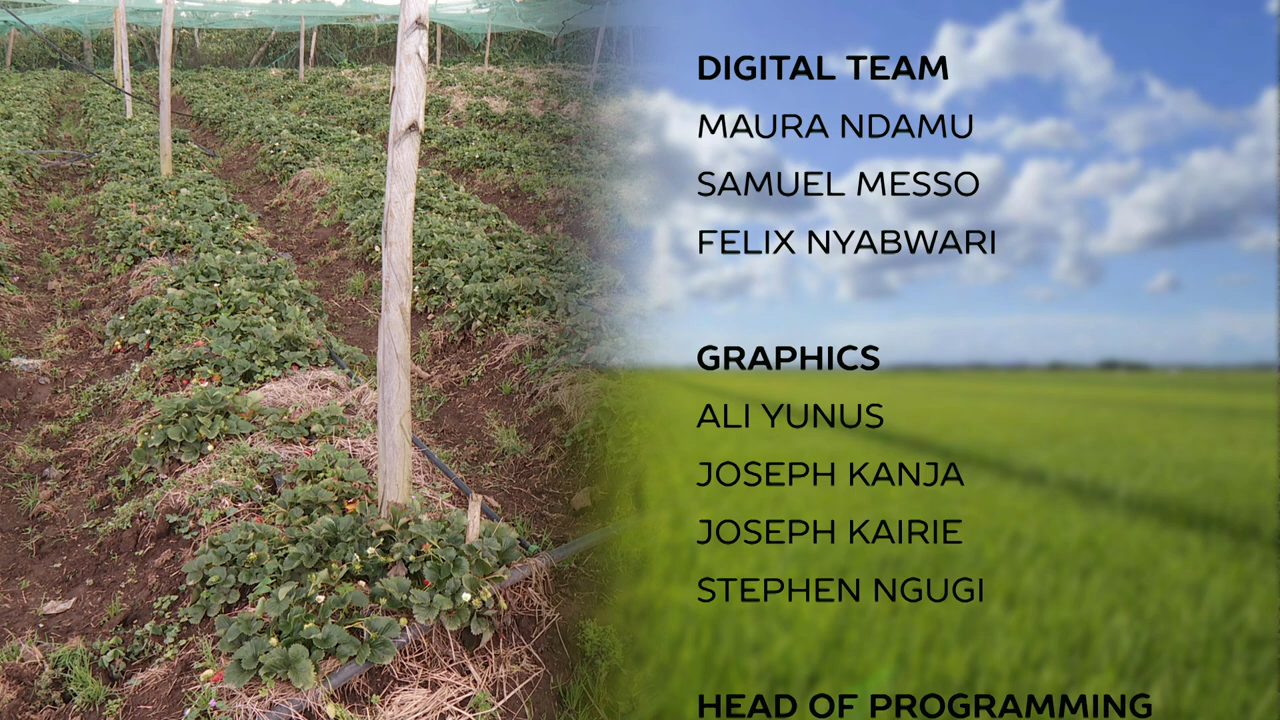 DIGITAL TEAM
MAURA NDAMU
SAMUEL MESSO
FELIX NYABWARI
GRAPHICS
ALI YUNUS
JOSEPH KANJA
JOSEPH KAIRIE
STEPHEN NGUGI
HEAD OF PROGRAMMING